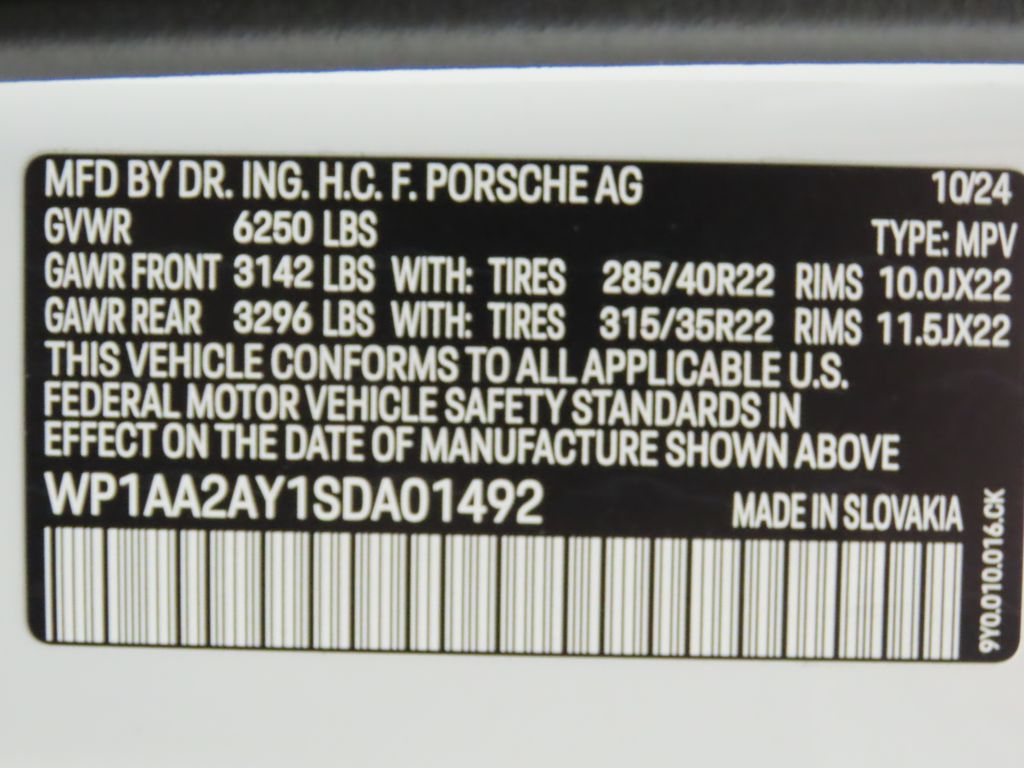 MFD BY DR. ING. H.C. F. PORSCHE AG 10/24
GVWR 6250 LBS TYPE: MPV
GAWR FRONT 3142 LBS WITH: TIRES 285/40R22 RIMS 10.0JX22
GAWR REAR 3296 LBS WITH: TIRES 315/35R22 RIMS 11.5JX22
THIS VEHICLE CONFORMS TO ALL APPLICABLE U.S.
FEDERAL MOTOR VEHICLE SAFETY STANDARDS IN
EFFECT ON THE DATE OF MANUFACTURE SHOWN ABOVE
WP1AA2AY1SDA01492 MADE IN SLOVAKIA
9Y0.010.016.CK